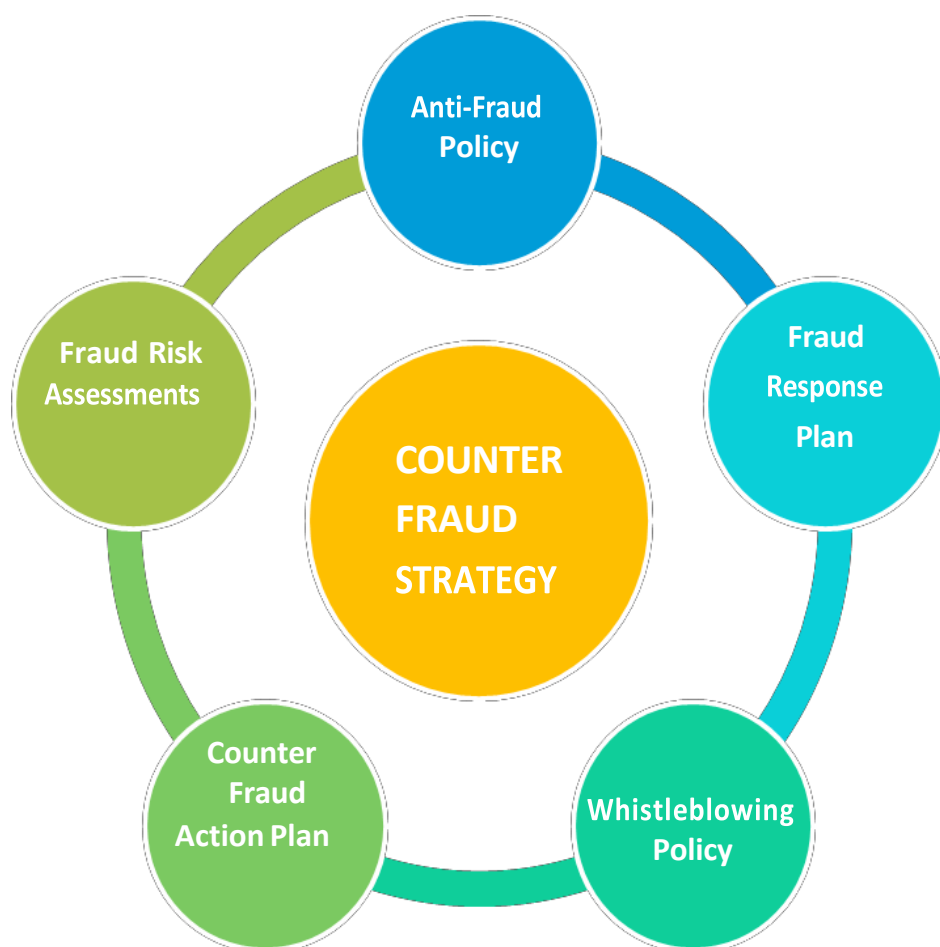 Anti-Fraud
Policy
Fraud
Response
Plan
Whistleblowing
Policy
Counter
Fraud
Action Plan
Fraud Risk
Assessments
COUNTER
FRAUD
STRATEGY